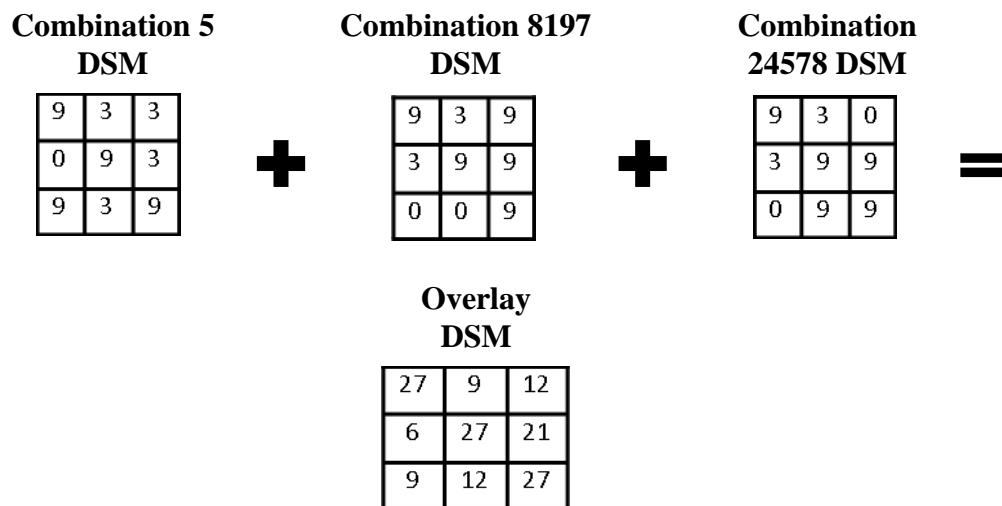 Combination 5
DSM
Combination 8197
DSM
Combination
24578 DSM
9 3 3
0 9 3
9 3 9
+
9 3 9
3 9 9
0 0 9
+
9 3 0
3 9 9
0 9 9
=
Overlay
DSM
27 9 12
6 27 21
9 12 27